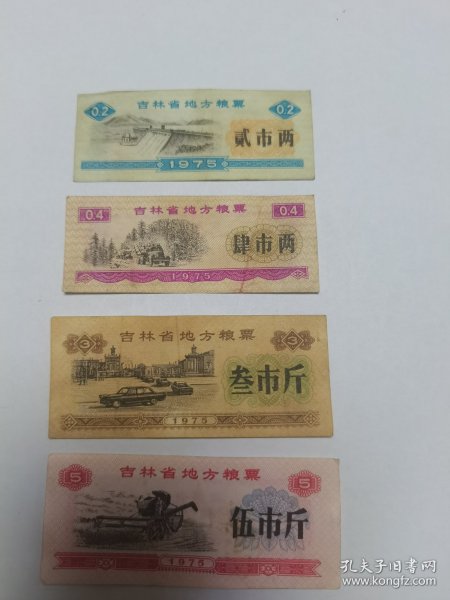 吉林省地方粮票
0.2
0.2
贰市两
1975
吉林省地方粮票
0.4
0.4
肆市两
1975
吉林省地方粮票
3
3
叁市斤
1975
吉林省地方粮票
5
5
伍市斤
1975
孔夫子旧书网
www.kongfz.com